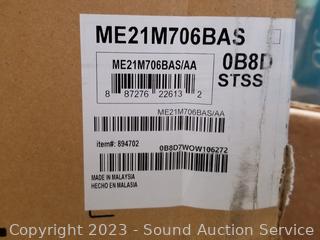 ME21M706BAS
ME21M706BAS/AA
0B8D
STSS
8 87276 22613 2
ME21M706BAS/AA
item#: 894702
0B8D7WOW106272
MADE IN MALAYSIA
HECHO EN MALASIA
Copyright © 2023 - Sound Auction Service